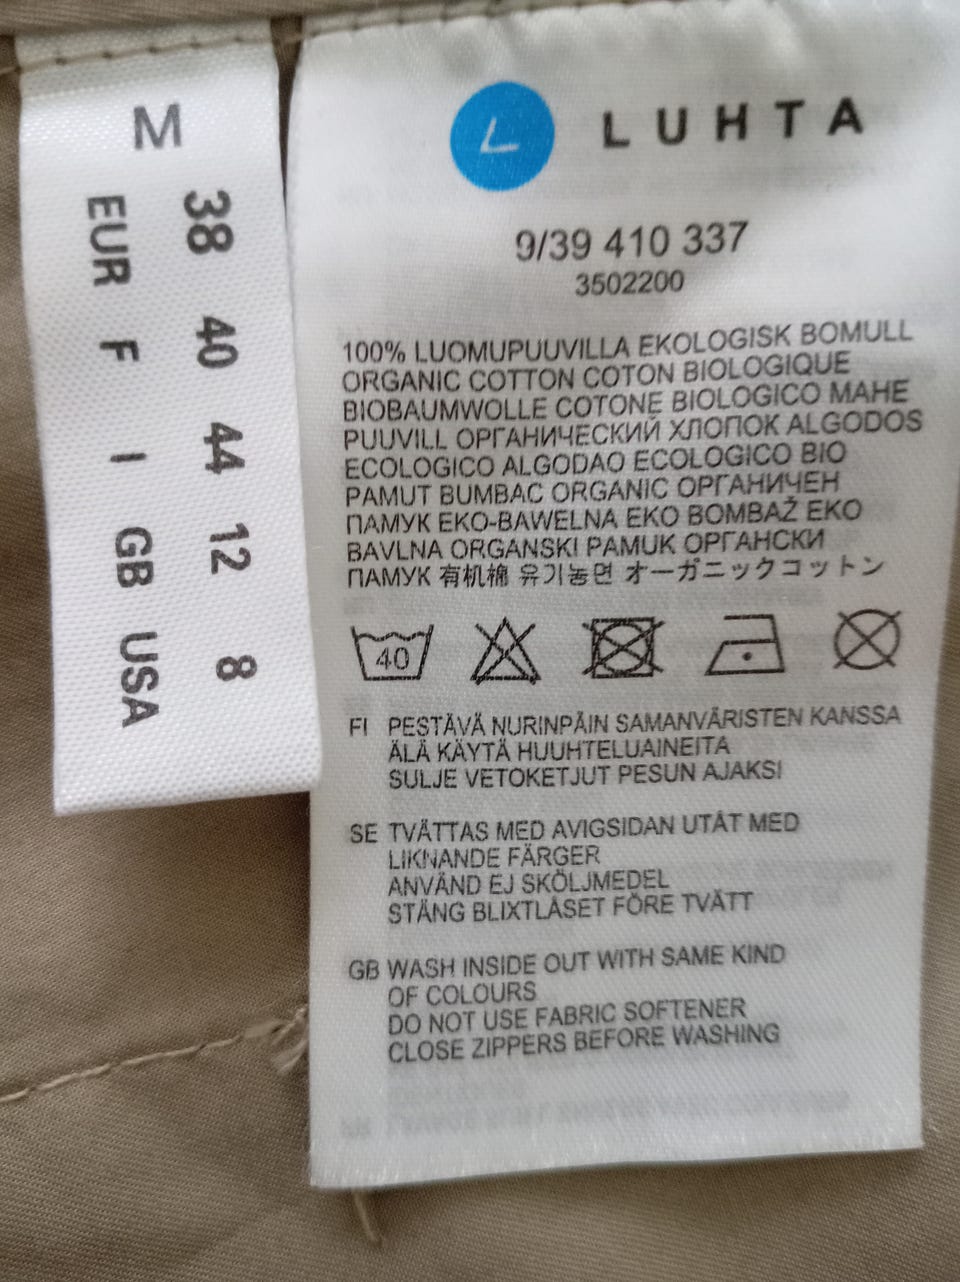 M
EUR 38
F 40
I 44
GB 12
USA 8
L LUHTA
9/39 410 337
3502200
100% LUOMUPUUVILLA EKOLOGISK BOMULL
ORGANIC COTTON COTON BIOLOGIQUE
BIOBAUMWOLLE COTONE BIOLOGICO MAHE
PUUVILL ОРГАНИЧЕСКИЙ ХЛОПОК ALGODOS
ECOLOGICO ALGODAO ECOLOGICO BIO
PAMUT BUMBAC ORGANIC ОРГАНИЧЕН
ПАМУК EKO-BAWELNA EKO BOMBAŽ EKO
BAVLNA ORGANSKI PAMUK ОРГАНСКИ
ПАМУК 有机棉 유기농면 オーガニックコットン
40
FI PESTÄVÄ NURINPÄIN SAMANVÄRISTEN KANSSA
ÄLÄ KÄYTÄ HUUHTELUAINEITA
SULJE VETOKETJUT PESUN AJAKSI
SE TVÄTTAS MED AVIGSIDAN UTÅT MED
LIKNANDE FÄRGER
ANVÄND EJ SKÖLJMEDEL
STÄNG BLIXTLÅSET FÖRE TVÄTT
GB WASH INSIDE OUT WITH SAME KIND
OF COLOURS
DO NOT USE FABRIC SOFTENER
CLOSE ZIPPERS BEFORE WASHING